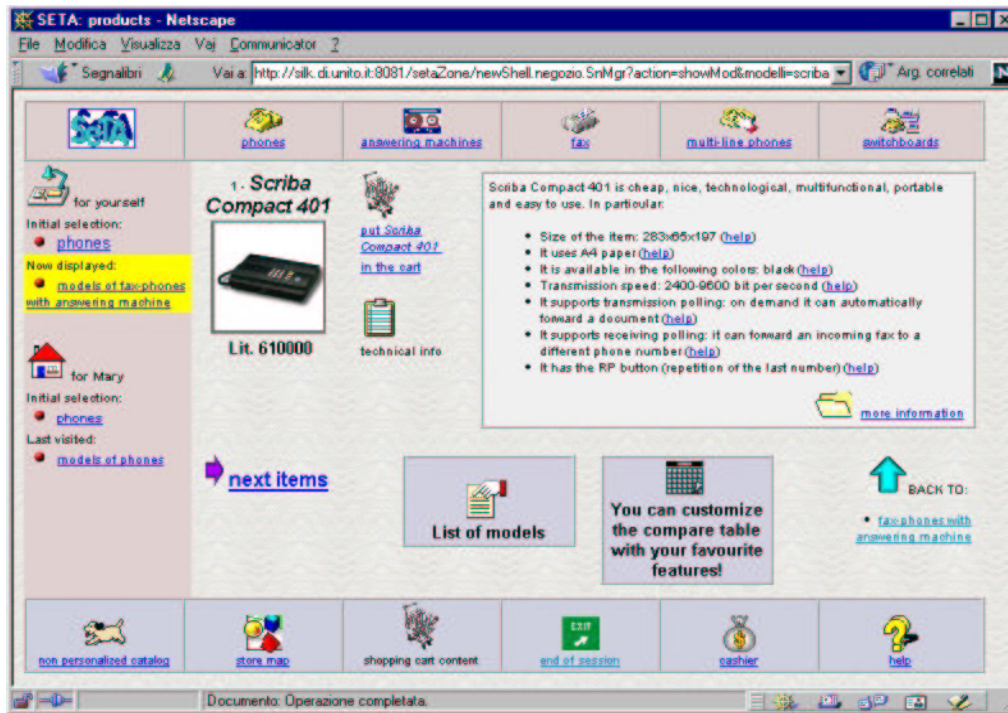 SETA: products - Netscape
File Modifica Visualizza Vai Communicator ?
Segnalibri Vai a: http://silk.di.unito.it:8081/setaZone/newShell.negozio.SnMgr?action=showMod&modelli=scriba Arg. correlati N
SeTA
phones
answering machines
fax
multi-line phones
switchboards
for yourself
Initial selection:
phones
Now displayed:
models of fax-phones
with answering machine
for Mary
Initial selection:
phones
Last visited:
models of phones
1 - Scriba
Compact 401
Lit. 610000
put Scriba
Compact 401
in the cart
technical info
Scriba Compact 401 is cheap, nice, technological, multifunctional, portable
and easy to use. In particular:
Size of the item: 283x65x197 (help)
It uses A4 paper (help)
It is available in the following colors: black (help)
Transmission speed: 2400-9600 bit per second (help)
It supports transmission polling: on demand it can automatically
forward a document (help)
It supports receiving polling: it can forward an incoming fax to a
different phone number (help)
It has the RP button (repetition of the last number) (help)
more information
next items
List of models
You can customize
the compare table
with your favourite
features!
BACK TO:
fax-phones with
answering machine
non personalized catalog
store map
shopping cart content
EXIT
end of session
cashier
help
Documento: Operazione completata.